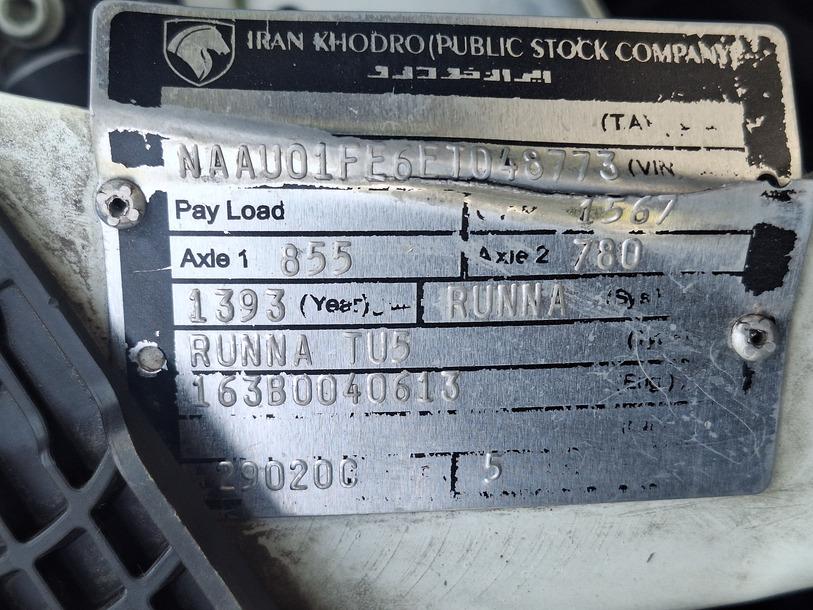 IRAN KHODRO (PUBLIC STOCK COMPANY)
ایران خودرو
NAAU01FE6ET048773 (VIN
Pay Load 1567
Axle 1 855 Axle 2 780
1393 (Year) RUNNA
RUNNA TU5
163B0040613
5